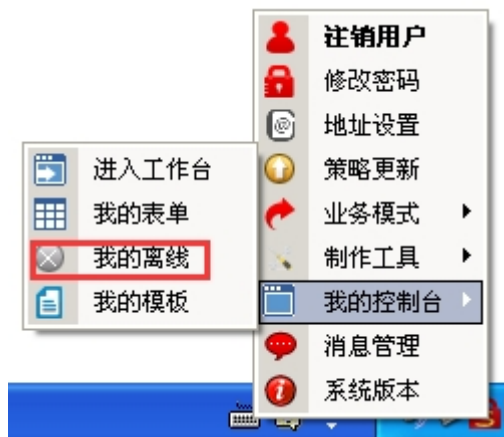 注销用户
修改密码
地址设置
策略更新
业务模式
制作工具
我的控制台
消息管理
系统版本
进入工作台
我的表单
我的离线
我的模板